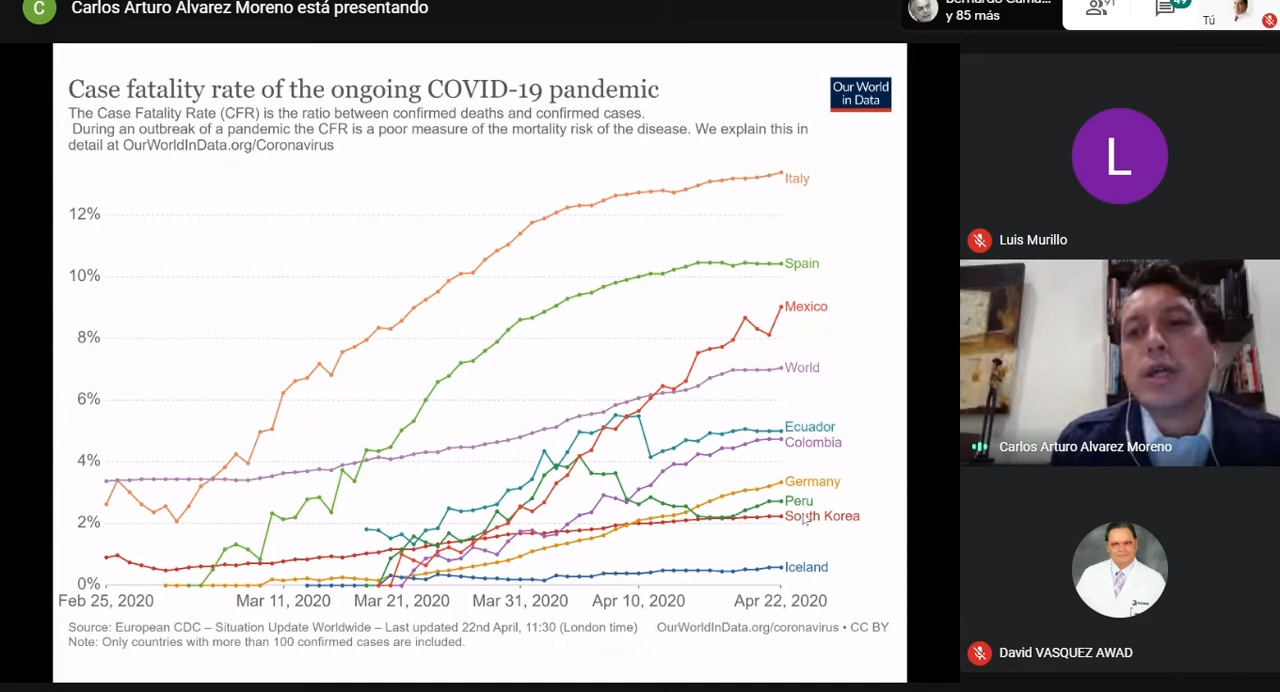 C
Carlos Arturo Alvarez Moreno está presentando
y 85 más
91
49
Tú
Case fatality rate of the ongoing COVID-19 pandemic
The Case Fatality Rate (CFR) is the ratio between confirmed deaths and confirmed cases.
During an outbreak of a pandemic the CFR is a poor measure of the mortality risk of the disease. We explain this in
detail at OurWorldInData.org/Coronavirus
Our World
in Data
Italy
12%
Spain
10%
Mexico
8%
World
6%
Ecuador
Colombia
4%
Germany
Peru
2%
South Korea
Iceland
0%
Feb 25, 2020
Mar 11, 2020
Mar 21, 2020
Mar 31, 2020
Apr 10, 2020
Apr 22, 2020
Source: European CDC – Situation Update Worldwide – Last updated 22nd April, 11:30 (London time)
OurWorldInData.org/coronavirus • CC BY
Note: Only countries with more than 100 confirmed cases are included.
L
Luis Murillo
Carlos Arturo Alvarez Moreno
David VASQUEZ AWAD